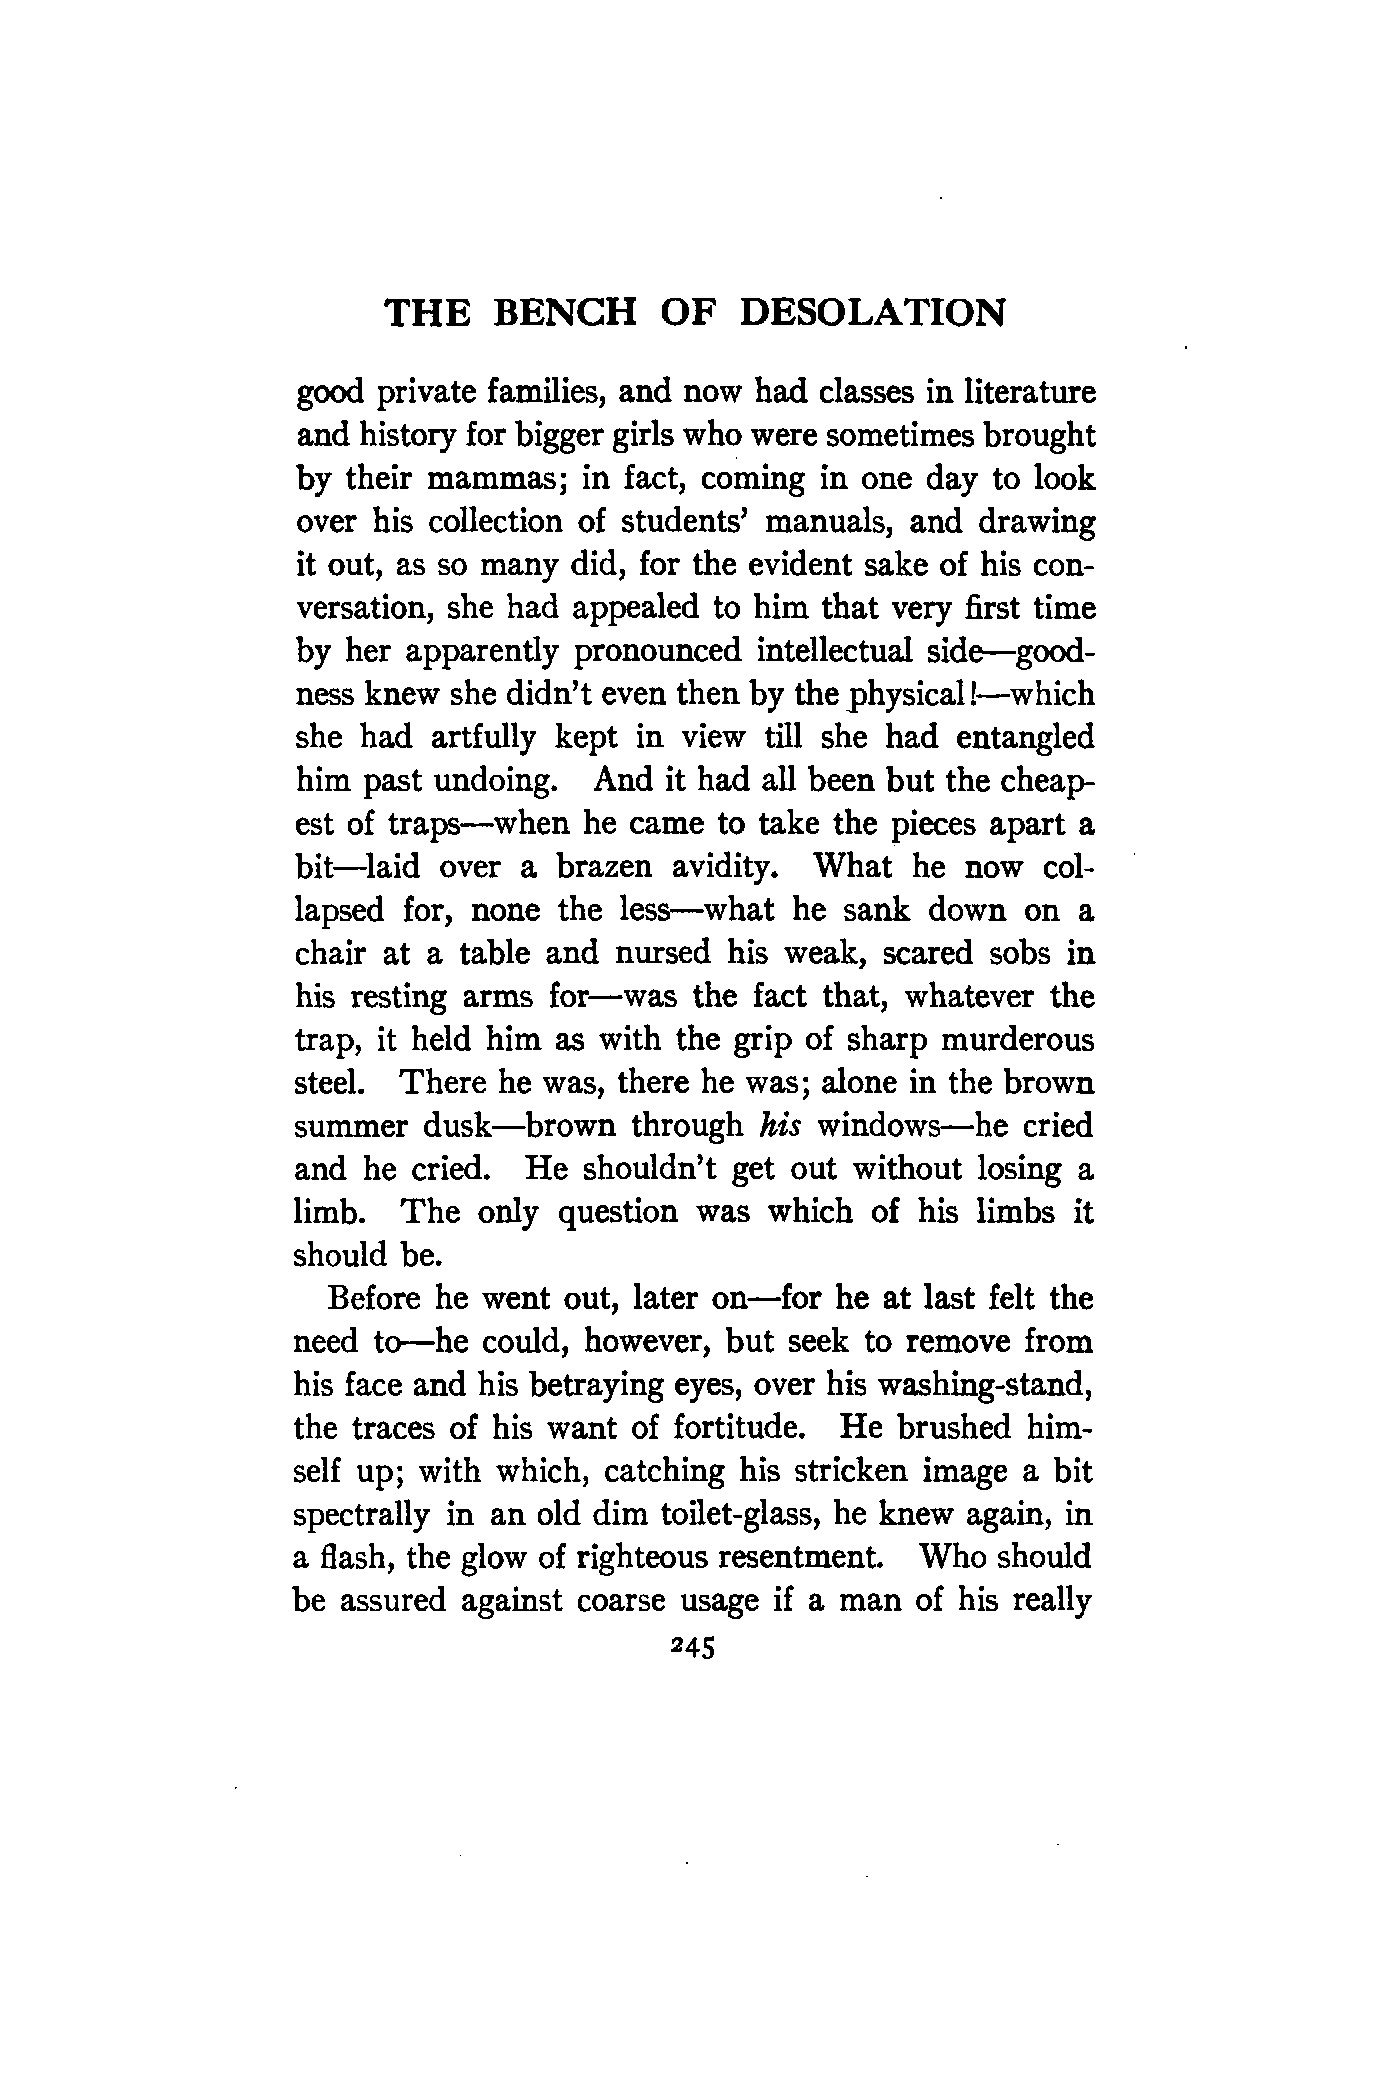 THE BENCH OF DESOLATION
good private families, and now had classes in literature
and history for bigger girls who were sometimes brought
by their mammas; in fact, coming in one day to look
over his collection of students' manuals, and drawing
it out, as so many did, for the evident sake of his con-
versation, she had appealed to him that very first time
by her apparently pronounced intellectual side—good-
ness knew she didn't even then by the physical!—which
she had artfully kept in view till she had entangled
him past undoing. And it had all been but the cheap-
est of traps—when he came to take the pieces apart a
bit—laid over a brazen avidity. What he now col-
lapsed for, none the less—what he sank down on a
chair at a table and nursed his weak, scared sobs in
his resting arms for—was the fact that, whatever the
trap, it held him as with the grip of sharp murderous
steel. There he was, there he was; alone in the brown
summer dusk—brown through his windows—he cried
and he cried. He shouldn't get out without losing a
limb. The only question was which of his limbs it
should be.
Before he went out, later on—for he at last felt the
need to—he could, however, but seek to remove from
his face and his betraying eyes, over his washing-stand,
the traces of his want of fortitude. He brushed him-
self up; with which, catching his stricken image a bit
spectrally in an old dim toilet-glass, he knew again, in
a flash, the glow of righteous resentment. Who should
be assured against coarse usage if a man of his really
245